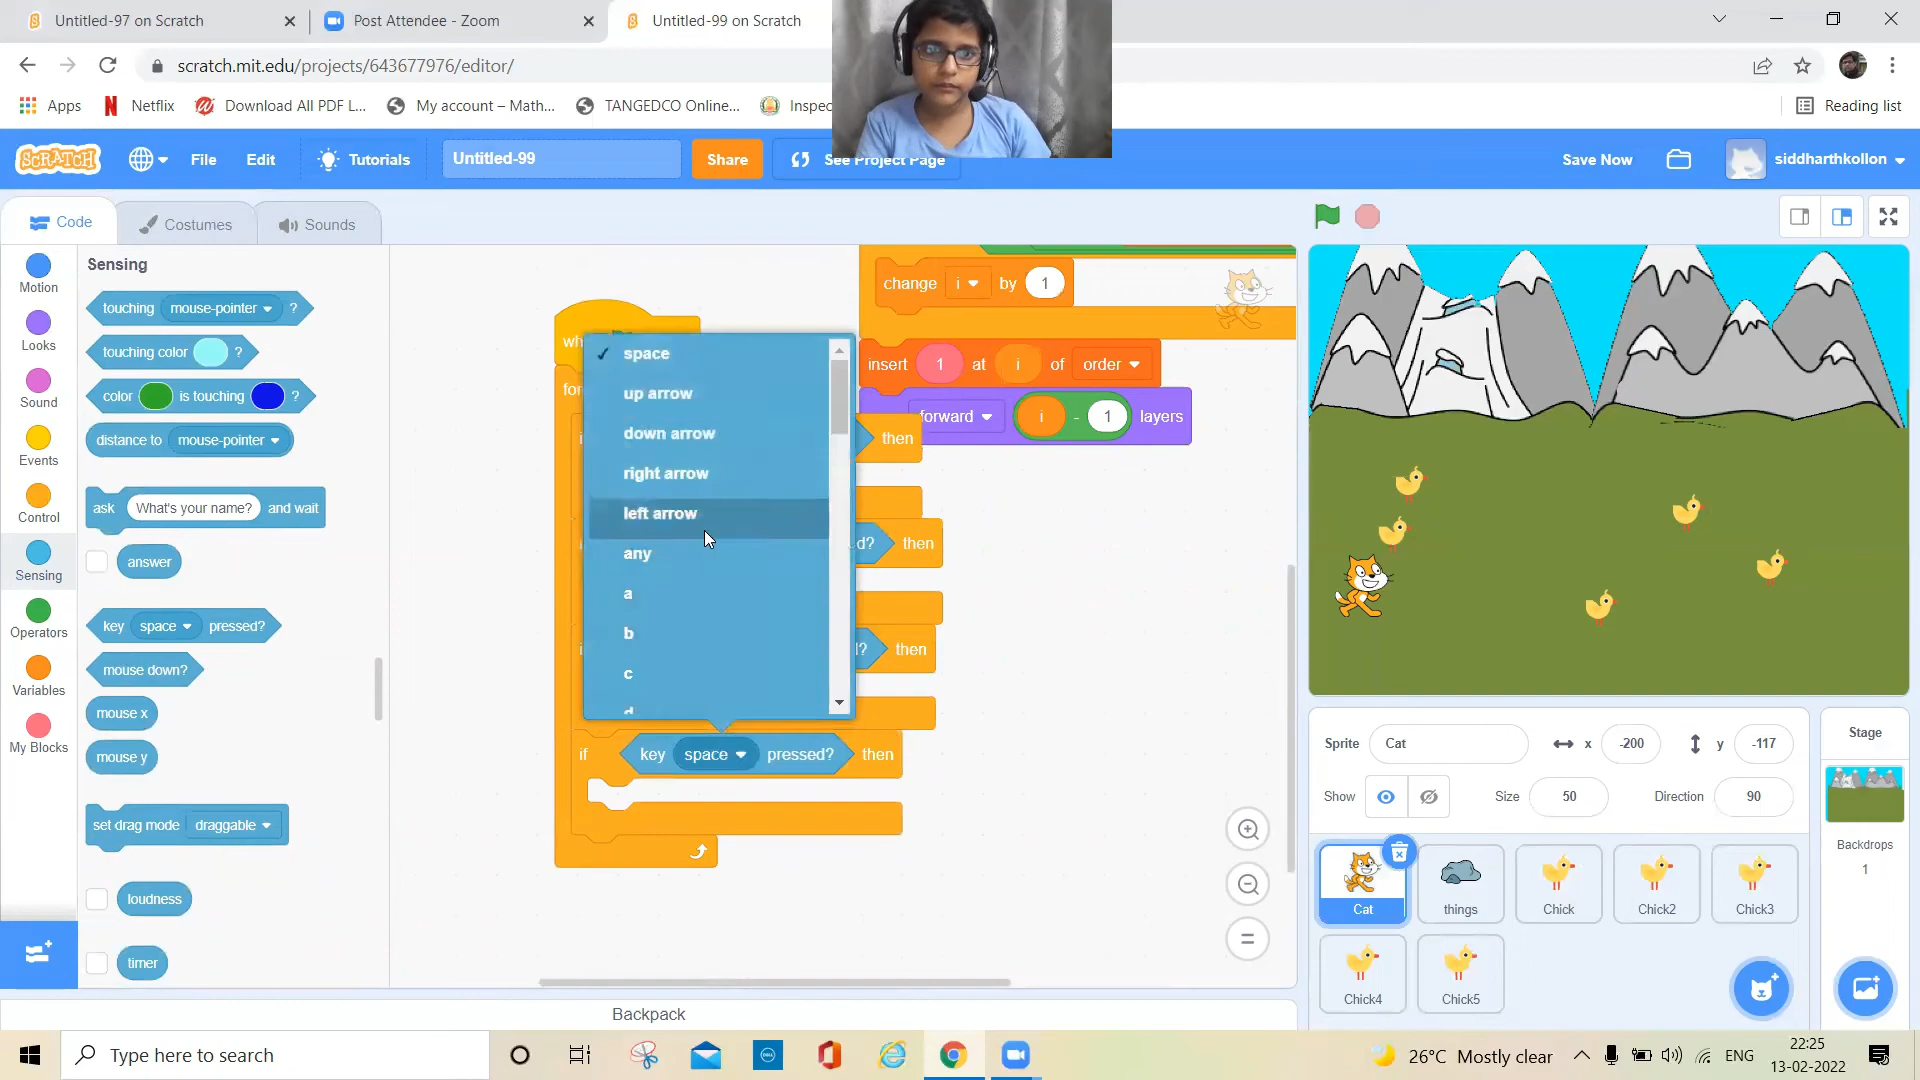 Untitled-97 on Scratch
Post Attendee - Zoom
Untitled-99 on Scratch
scratch.mit.edu/projects/643677976/editor/
Apps
Netflix
Download All PDF L...
My account – Math...
TANGEDCO Online...
Inspec
Reading list
SCRATCH
File
Edit
Tutorials
Untitled-99
Share
See Project Page
Save Now
siddharthkollon
Code
Costumes
Sounds
Motion
Looks
Sound
Events
Control
Sensing
Operators
Variables
My Blocks
Sensing
touching mouse-pointer ?
touching color ?
color is touching ?
distance to mouse-pointer
ask What's your name? and wait
answer
key space pressed?
mouse down?
mouse x
mouse y
set drag mode draggable
loudness
timer
change i by 1
insert 1 at i of order
forward i - 1 layers
wh
for
✓ space
up arrow
down arrow
right arrow
left arrow
any
a
b
c
d
then
d? then
? then
if key space pressed? then
Backpack
Sprite Cat
x -200
y -117
Show
Size 50
Direction 90
Cat
things
Chick
Chick2
Chick3
Chick4
Chick5
Stage
Backdrops
1
Type here to search
26°C Mostly clear
ENG
22:25
13-02-2022